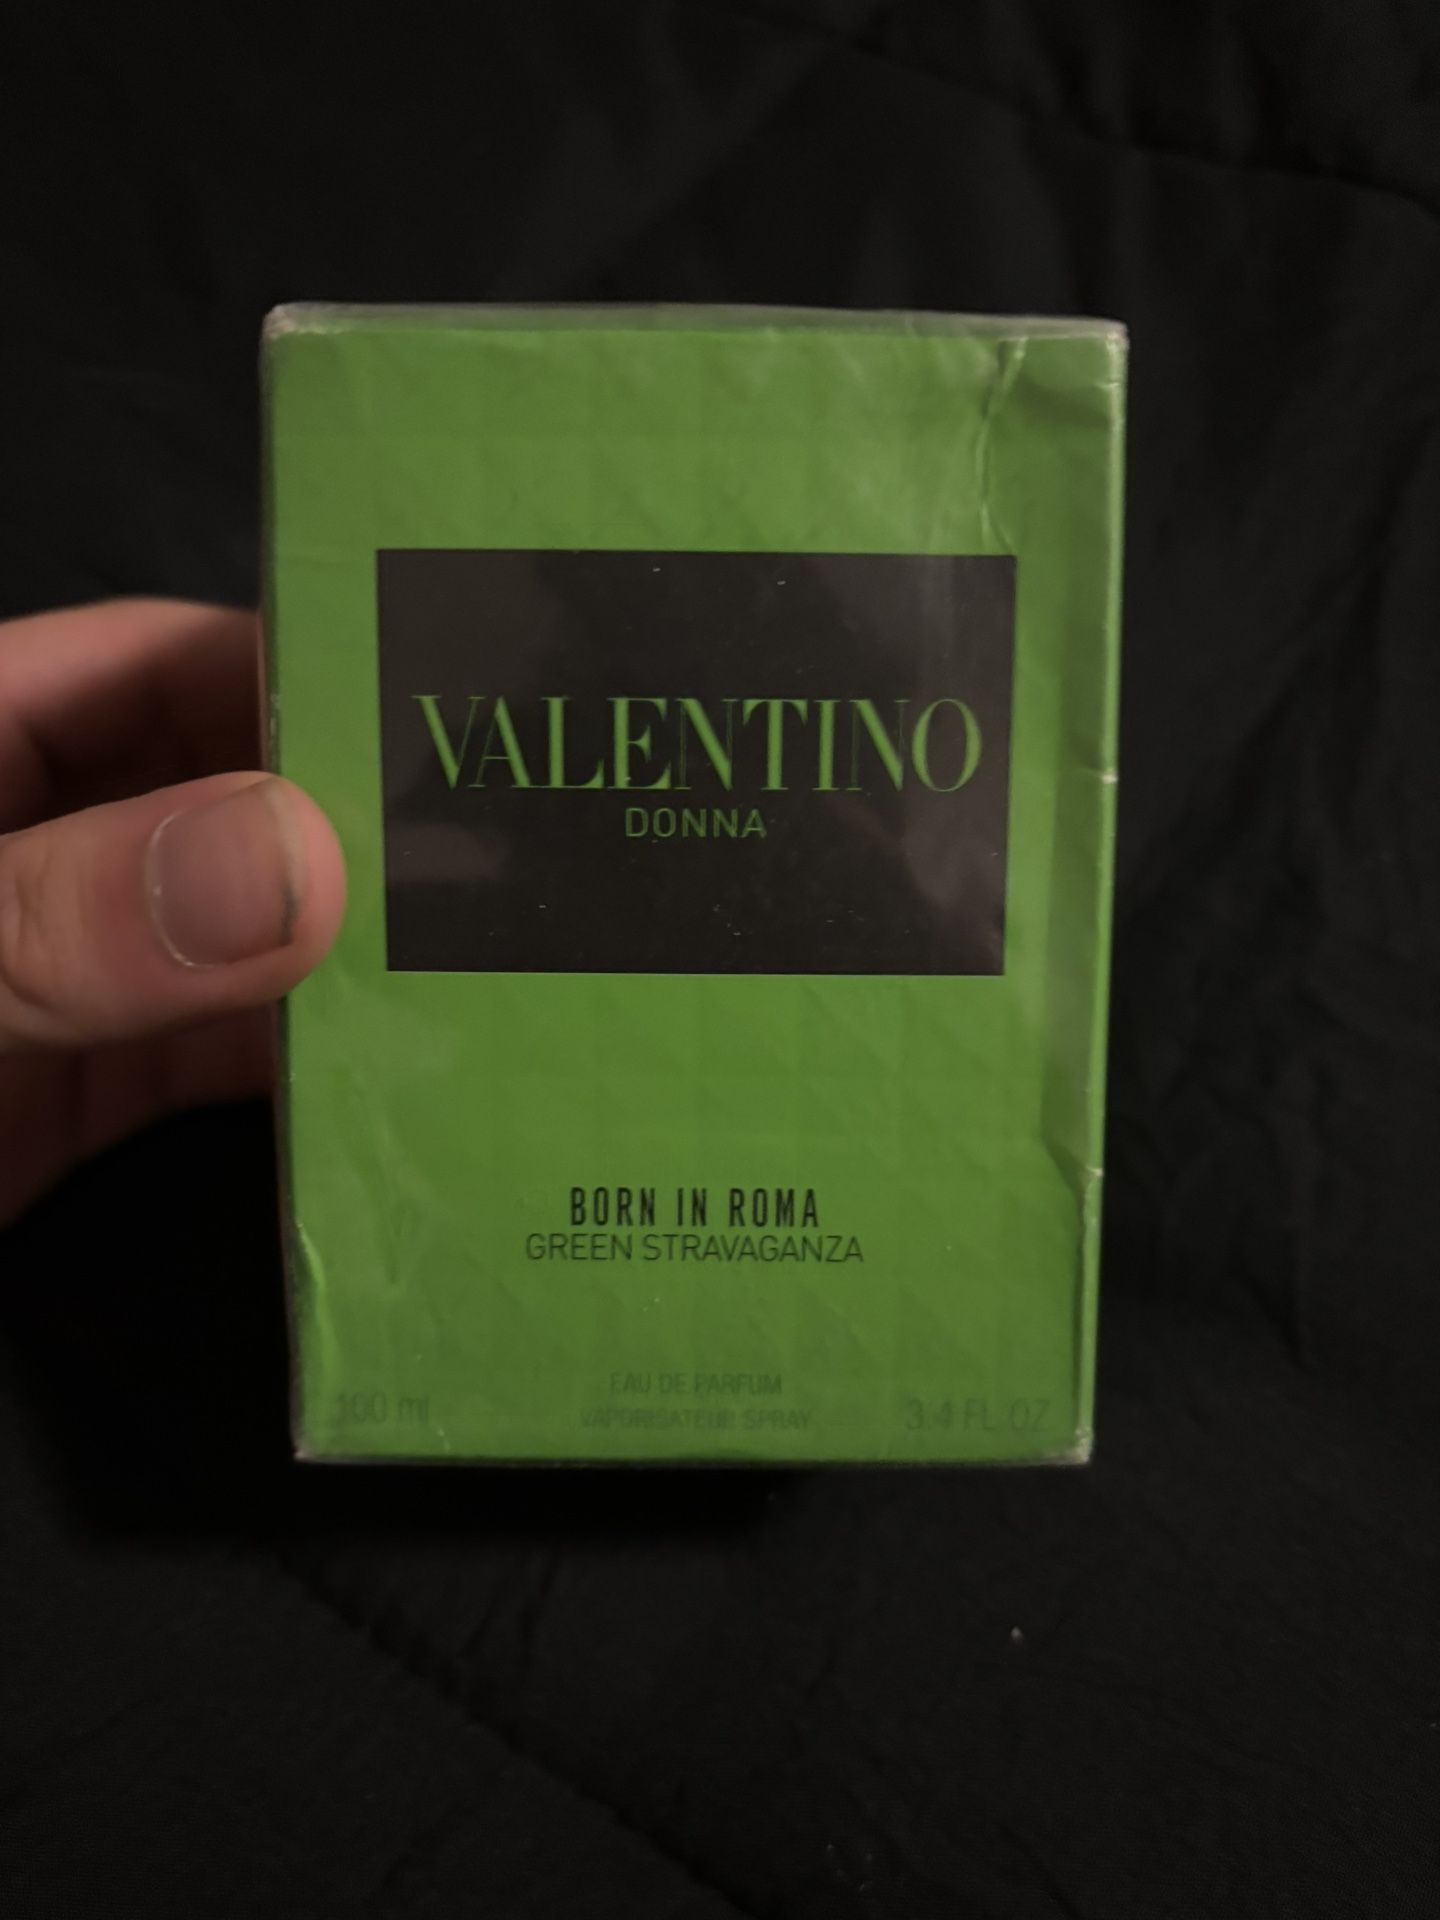 VALENTINO
DONNA
BORN IN ROMA
GREEN STRAVAGANZA
EAU DE PARFUM
100 ml VAPORISATEUR SPRAY 3.4 FL OZ